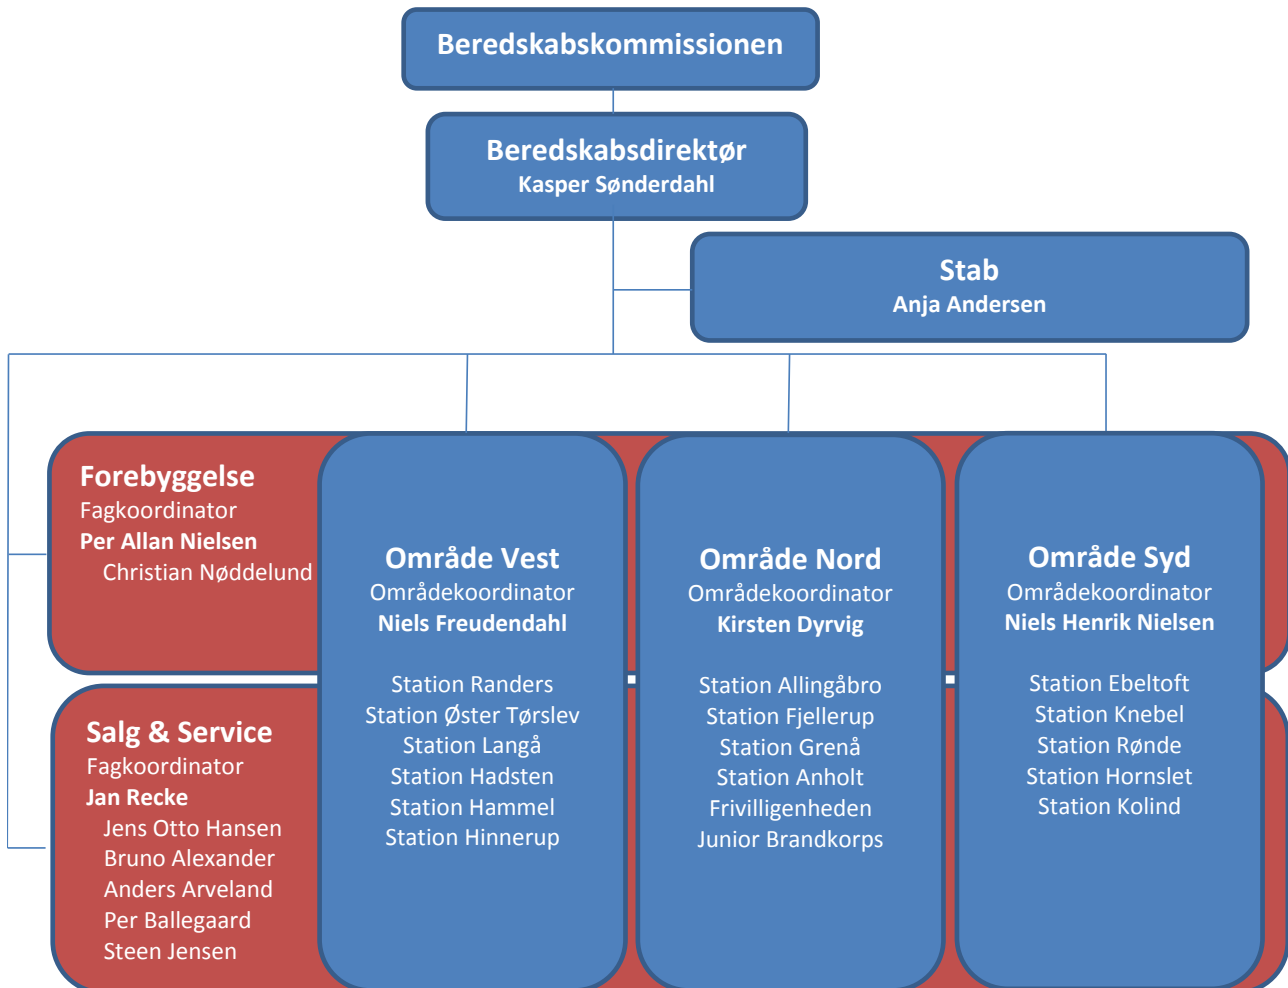 Beredskabskommissionen
Beredskabsdirektør
Kasper Sønderdahl
Stab
Anja Andersen
Forebyggelse
Fagkoordinator
Per Allan Nielsen
Christian Nøddelund
Salg & Service
Fagkoordinator
Jan Recke
Jens Otto Hansen
Bruno Alexander
Anders Arveland
Per Ballegaard
Steen Jensen
Område Vest
Områdekoordinator
Niels Freudendahl
Station Randers
Station Øster Tørslev
Station Langå
Station Hadsten
Station Hammel
Station Hinnerup
Område Nord
Områdekoordinator
Kirsten Dyrvig
Station Allingåbro
Station Fjellerup
Station Grenå
Station Anholt
Frivilligenheden
Junior Brandkorps
Område Syd
Områdekoordinator
Niels Henrik Nielsen
Station Ebeltoft
Station Knebel
Station Rønde
Station Hornslet
Station Kolind